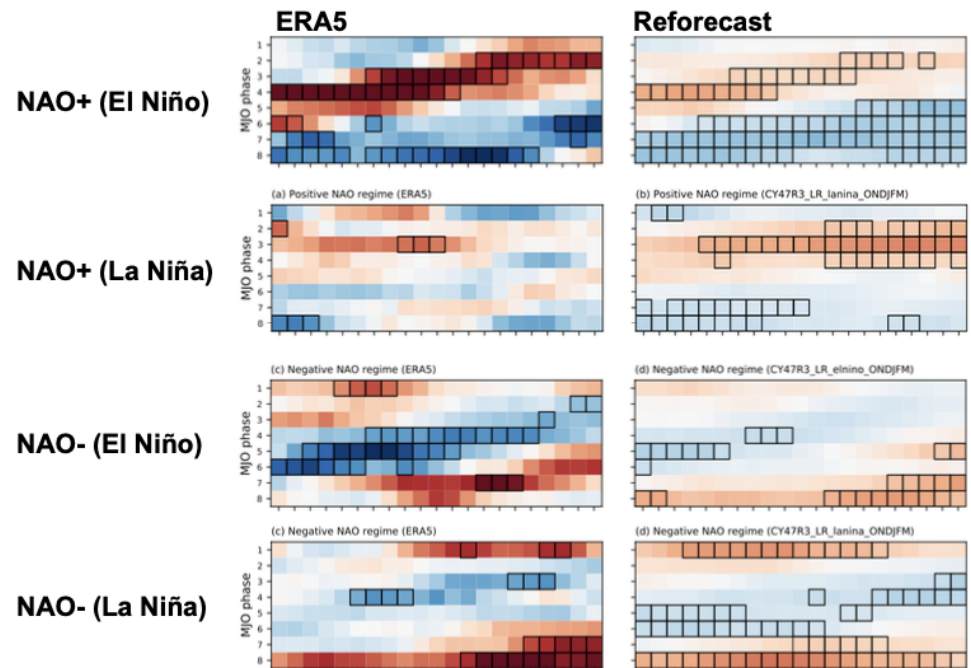 ERA5
Reforecast
NAO+ (El Niño)
MJO phase
1
2
3
4
5
6
7
8
(a) Positive NAO regime (ERA5)
(b) Positive NAO regime (CY47R3_LR_lanina_ONDJFM)
NAO+ (La Niña)
MJO phase
1
2
3
4
5
6
7
8
(c) Negative NAO regime (ERA5)
(d) Negative NAO regime (CY47R3_LR_elnino_ONDJFM)
NAO- (El Niño)
MJO phase
1
2
3
4
5
6
7
8
(c) Negative NAO regime (ERA5)
(d) Negative NAO regime (CY47R3_LR_lanina_ONDJFM)
NAO- (La Niña)
MJO phase
1
2
3
4
5
6
7
8